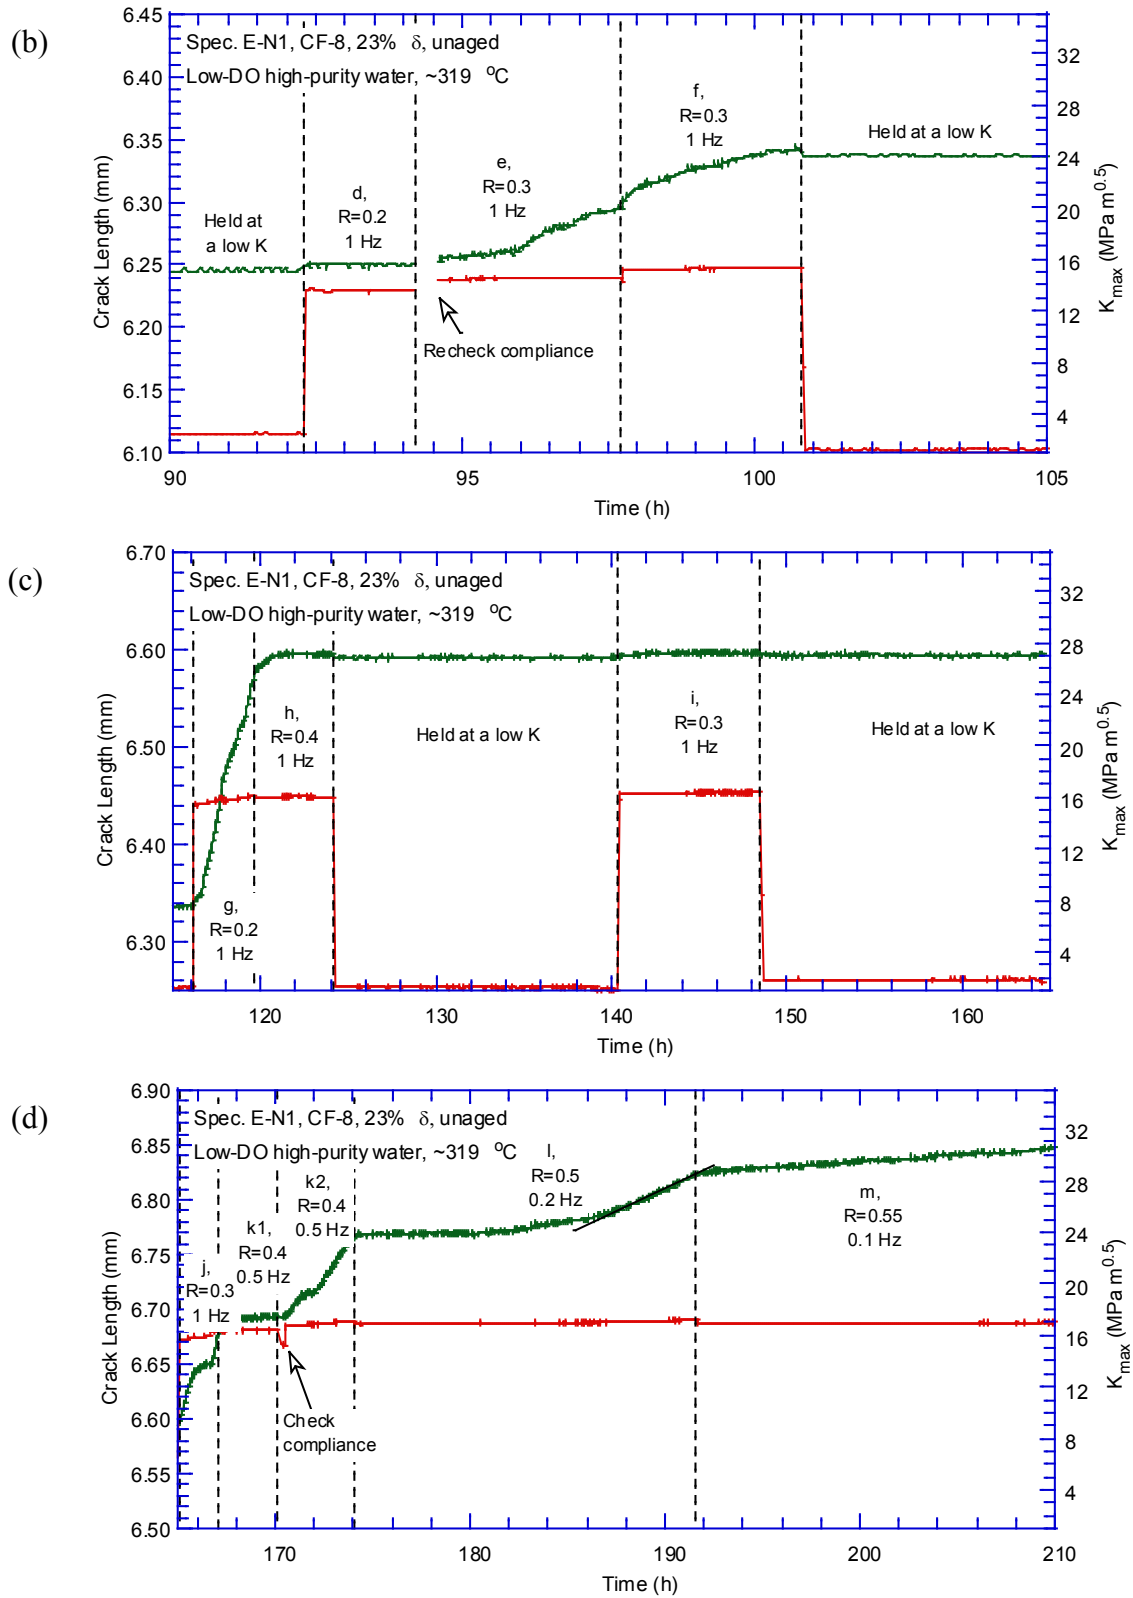 (b)
Spec. E-N1, CF-8, 23% δ, unaged
Low-DO high-purity water, ~319 °C
Crack Length (mm)
6.45
6.40
6.35
6.30
6.25
6.20
6.15
6.10
Held at
a low K
d,
R=0.2
1 Hz
e,
R=0.3
1 Hz
f,
R=0.3
1 Hz
Held at a low K
Recheck compliance
32
28
24
20
16
12
8
4
K_max (MPa m^0.5)
90
95
100
105
Time (h)
(c)
Spec. E-N1, CF-8, 23% δ, unaged
Low-DO high-purity water, ~319 °C
Crack Length (mm)
6.70
6.60
6.50
6.40
6.30
g,
R=0.2
1 Hz
h,
R=0.4
1 Hz
Held at a low K
i,
R=0.3
1 Hz
Held at a low K
32
28
24
20
16
12
8
4
K_max (MPa m^0.5)
120
130
140
150
160
Time (h)
(d)
Spec. E-N1, CF-8, 23% δ, unaged
Low-DO high-purity water, ~319 °C
Crack Length (mm)
6.90
6.85
6.80
6.75
6.70
6.65
6.60
6.55
6.50
j,
R=0.3
1 Hz
k1,
R=0.4
0.5 Hz
k2,
R=0.4
0.5 Hz
l,
R=0.5
0.2 Hz
m,
R=0.55
0.1 Hz
Check
compliance
32
28
24
20
16
12
8
4
K_max (MPa m^0.5)
170
180
190
200
210
Time (h)